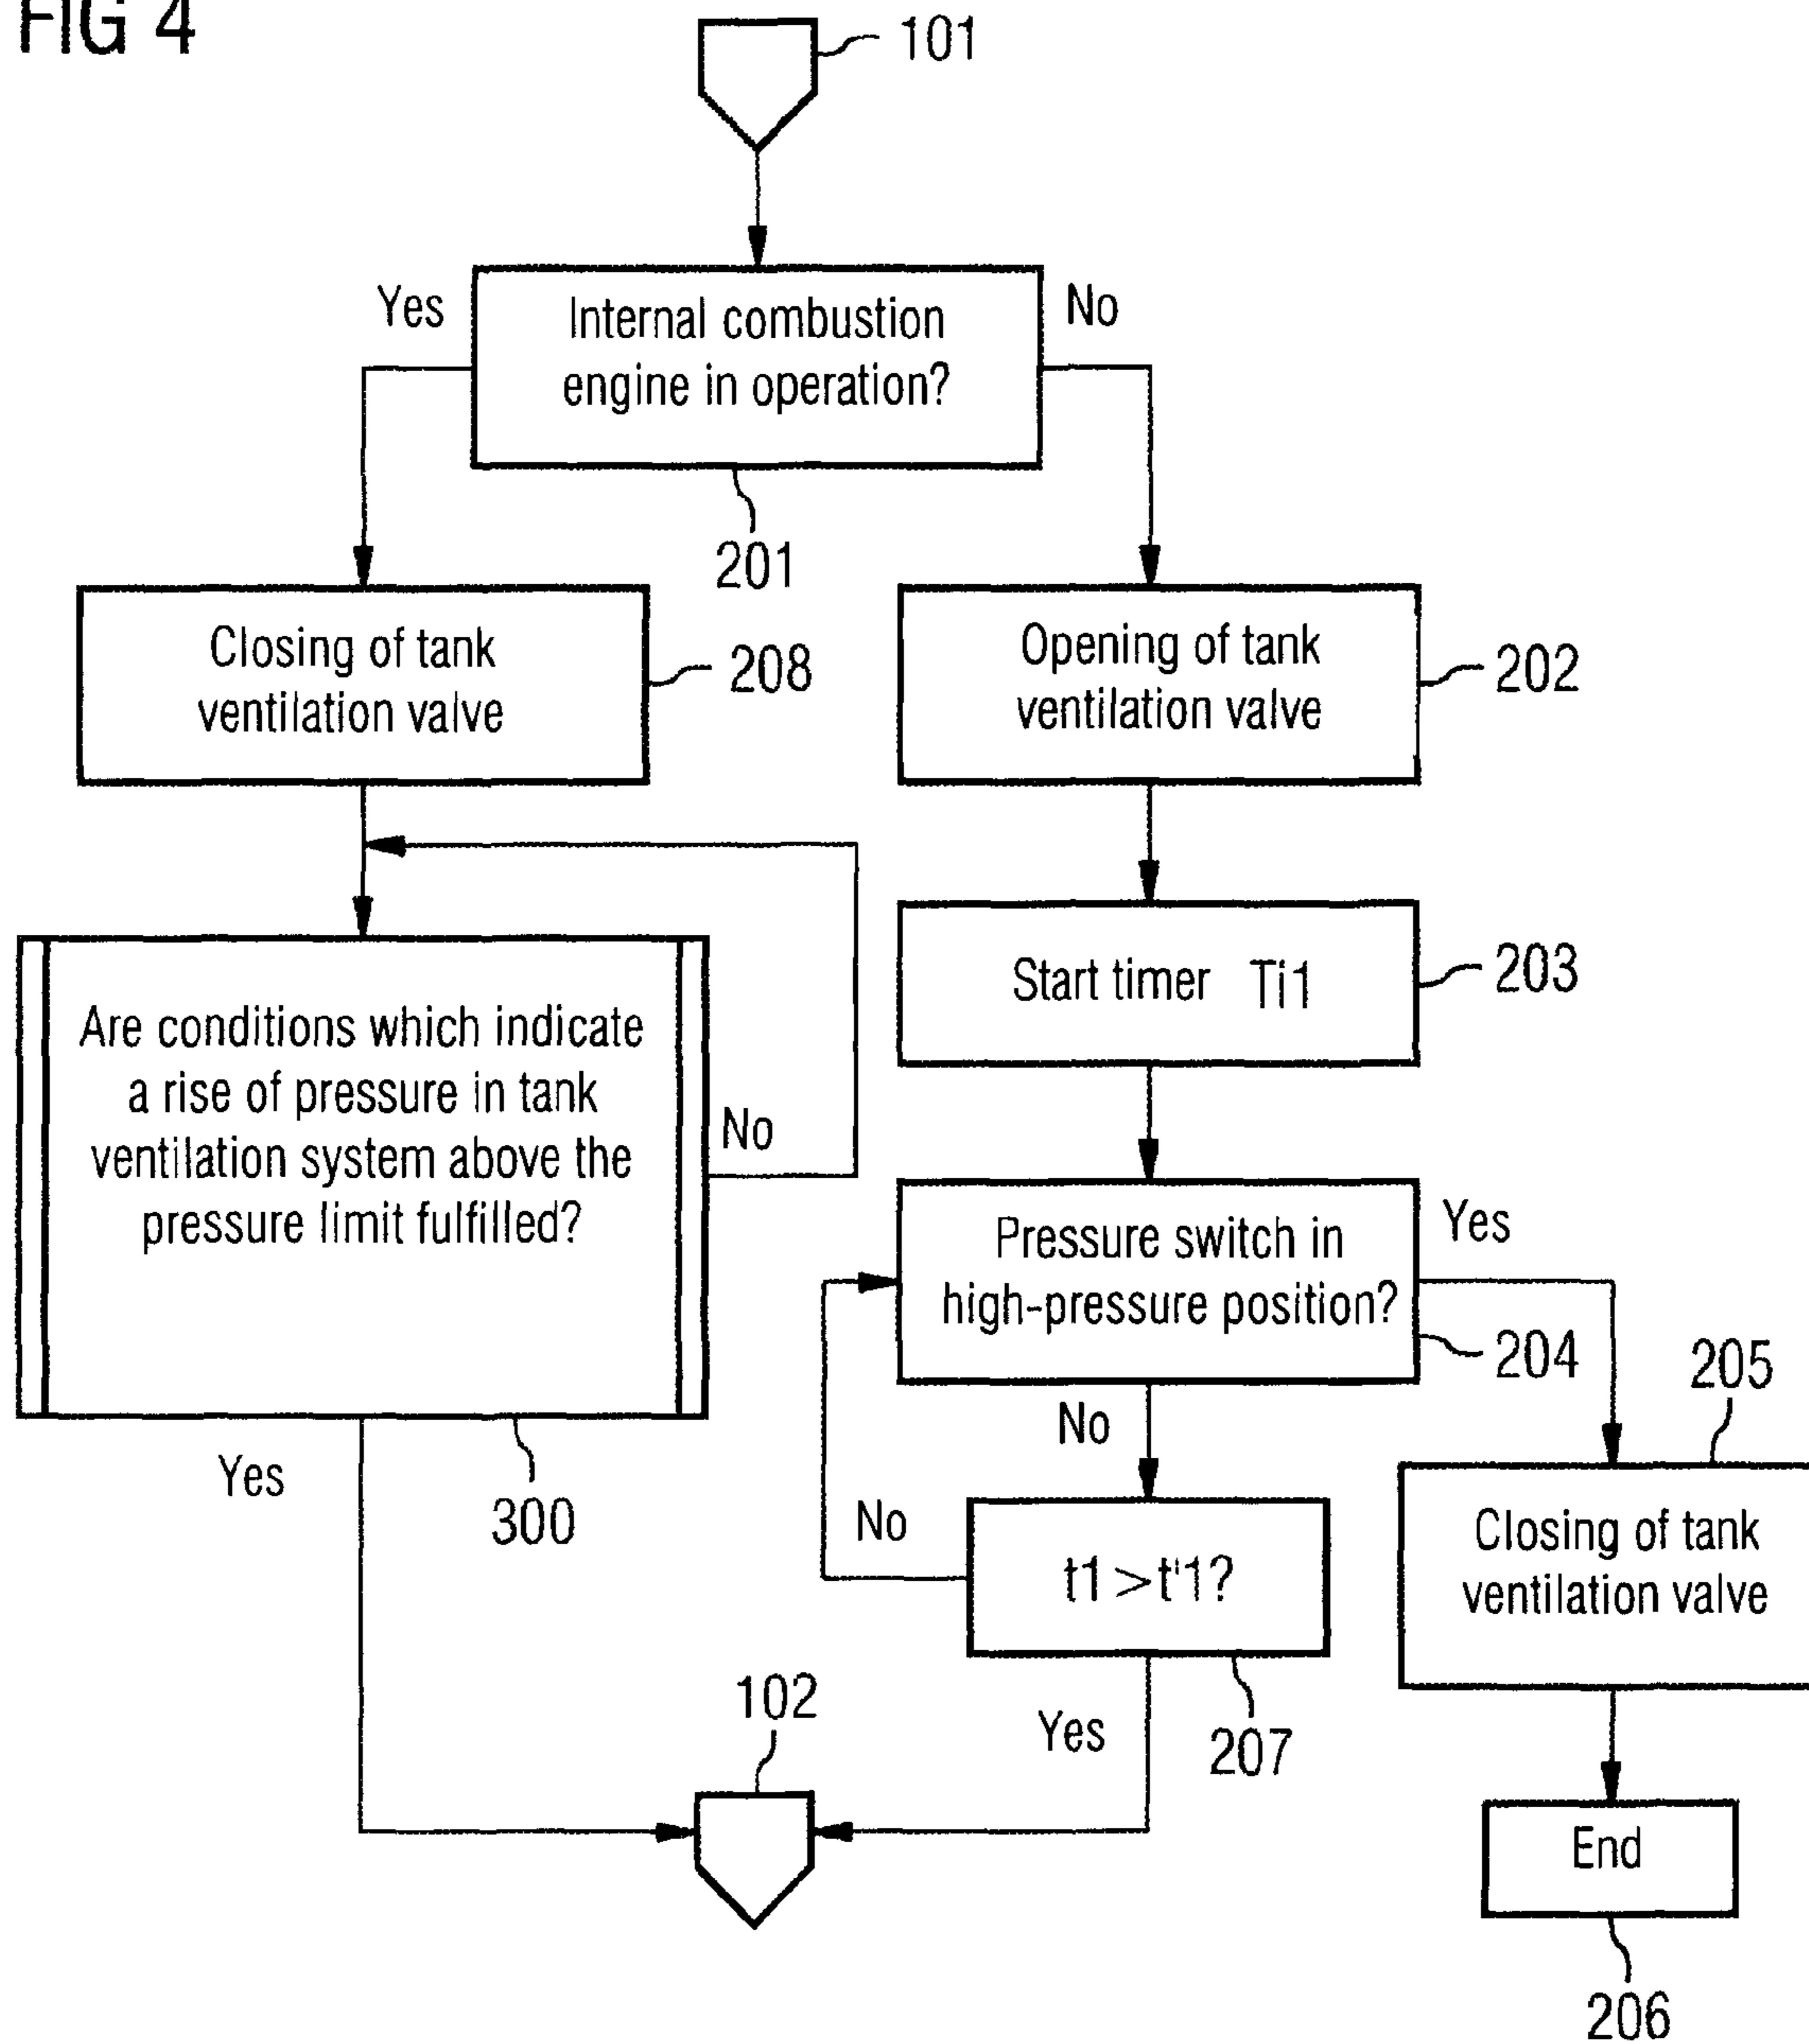 FIG 4
101
Yes
Internal combustion
engine in operation?
No
201
Closing of tank
ventilation valve
208
Opening of tank
ventilation valve
202
Start timer Ti1
203
Are conditions which indicate
a rise of pressure in tank
ventilation system above the
pressure limit fulfilled?
No
300
Yes
Pressure switch in
high-pressure position?
Yes
204
No
205
Closing of tank
ventilation valve
No
t1 >t'1?
207
Yes
102
End
206